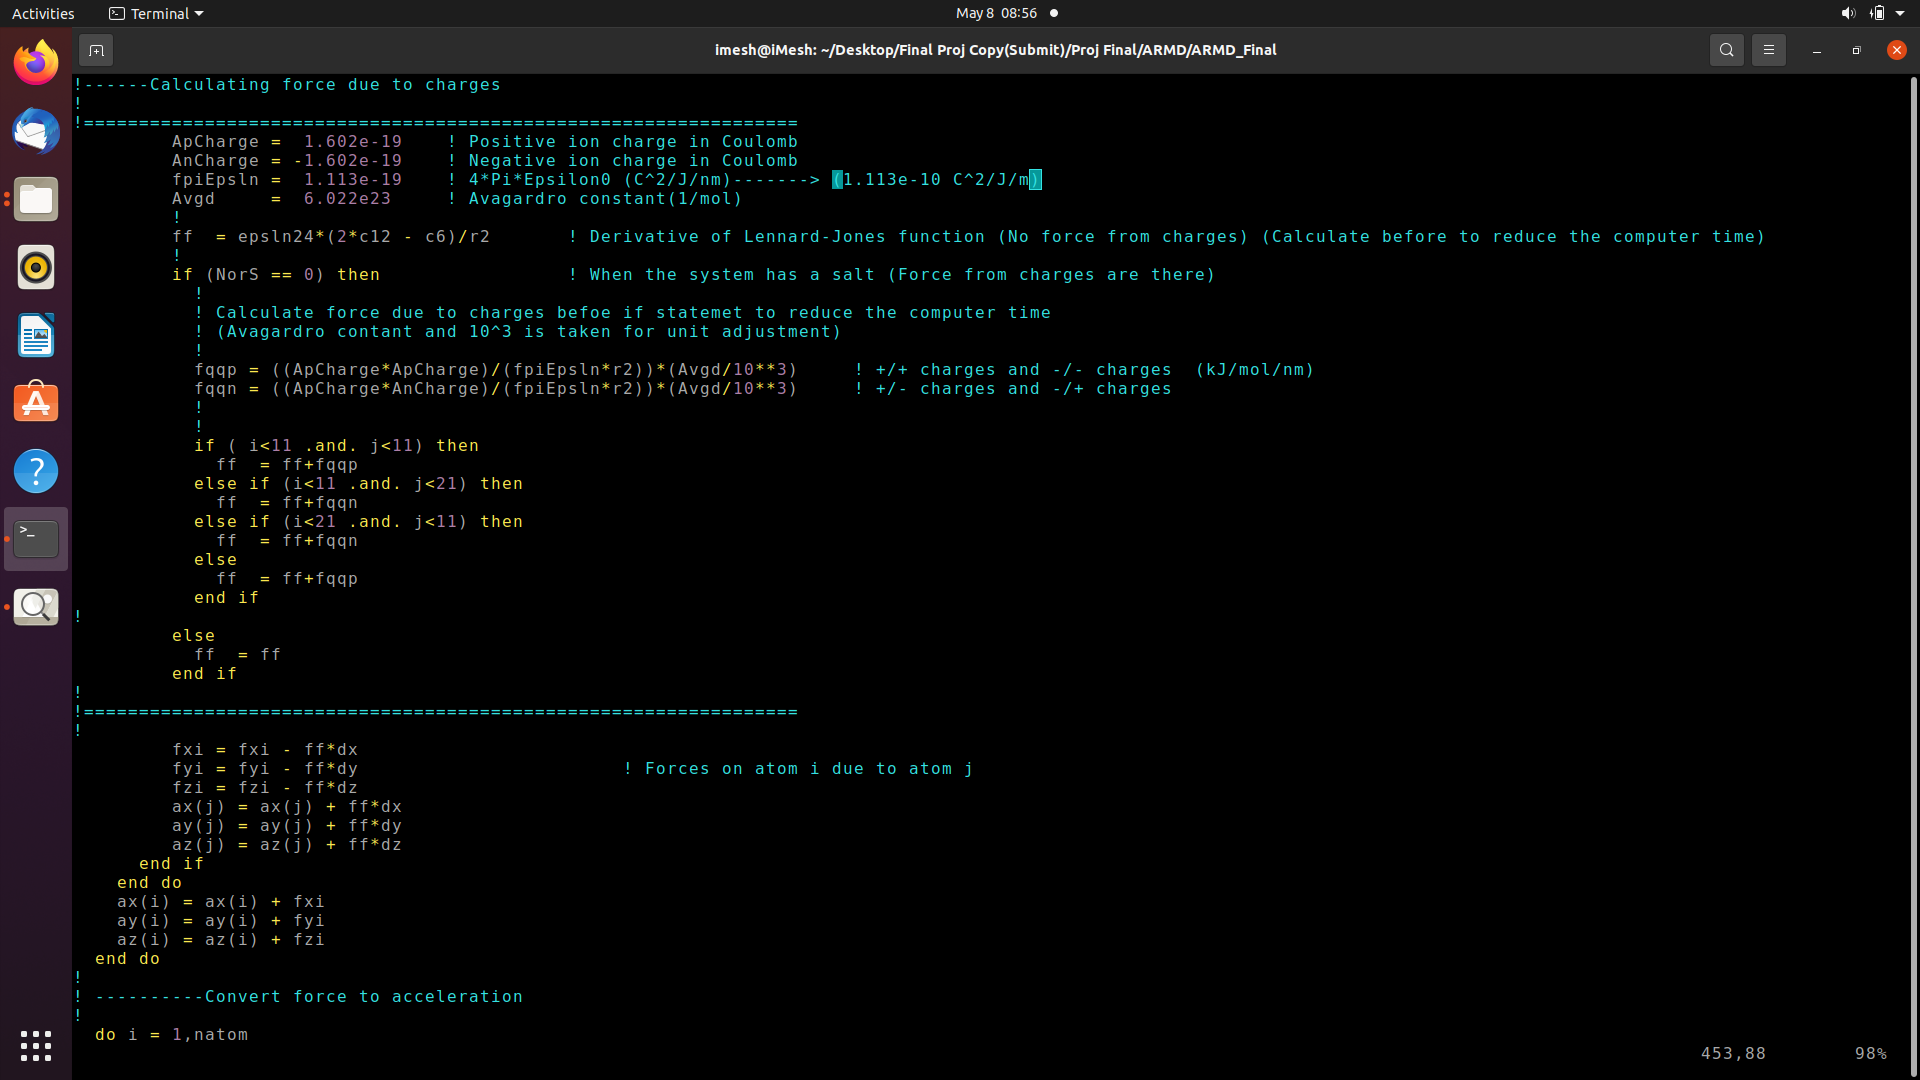 Activities Terminal May 8 08:56
imesh@iMesh: ~/Desktop/Final Proj Copy(Submit)/Proj Final/ARMD/ARMD_Final
!------Calculating force due to charges
!
!=================================================================
ApCharge = 1.602e-19 ! Positive ion charge in Coulomb
AnCharge = -1.602e-19 ! Negative ion charge in Coulomb
fpiEpsln = 1.113e-19 ! 4*Pi*Epsilon0 (C^2/J/nm)-------> (1.113e-10 C^2/J/m)
Avgd = 6.022e23 ! Avagardro constant(1/mol)
!
ff = epsln24*(2*c12 - c6)/r2 ! Derivative of Lennard-Jones function (No force from charges) (Calculate before to reduce the computer time)
!
if (NorS == 0) then ! When the system has a salt (Force from charges are there)
!
! Calculate force due to charges befoe if statemet to reduce the computer time
! (Avagardro contant and 10^3 is taken for unit adjustment)
!
fqqp = ((ApCharge*ApCharge)/(fpiEpsln*r2))*(Avgd/10**3) ! +/+ charges and -/- charges (kJ/mol/nm)
fqqn = ((ApCharge*AnCharge)/(fpiEpsln*r2))*(Avgd/10**3) ! +/- charges and -/+ charges
!
!
if ( i<11 .and. j<11) then
ff = ff+fqqp
else if (i<11 .and. j<21) then
ff = ff+fqqn
else if (i<21 .and. j<11) then
ff = ff+fqqn
else
ff = ff+fqqp
end if
!
else
ff = ff
end if
!
!=================================================================
!
fxi = fxi - ff*dx
fyi = fyi - ff*dy ! Forces on atom i due to atom j
fzi = fzi - ff*dz
ax(j) = ax(j) + ff*dx
ay(j) = ay(j) + ff*dy
az(j) = az(j) + ff*dz
end if
end do
ax(i) = ax(i) + fxi
ay(i) = ay(i) + fyi
az(i) = az(i) + fzi
end do
!
! ----------Convert force to acceleration
!
do i = 1,natom
453,88 98%